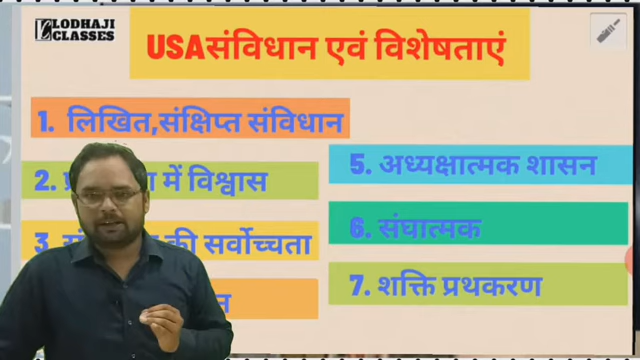 LODHAJI
CLASSES
USAसंविधान एवं विशेषताएं
1. लिखित,संक्षिप्त संविधान
2. में विश्वास
3 की सर्वोच्चता
5. अध्यक्षात्मक शासन
6. संघात्मक
7. शक्ति प्रथकरण